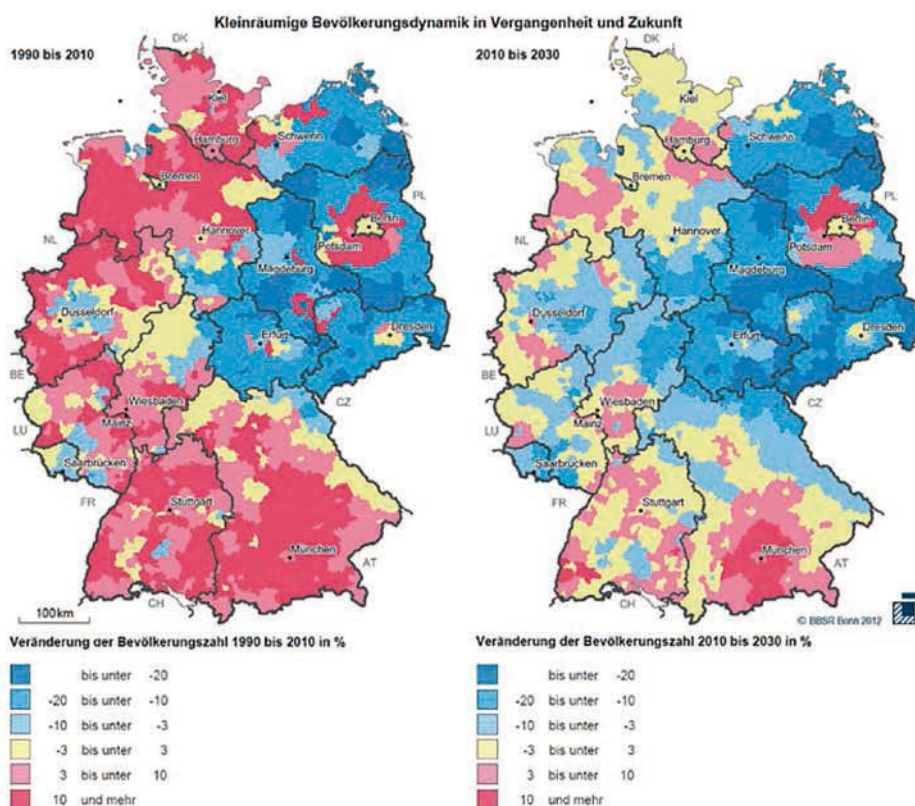 Kleinräumige Bevölkerungsdynamik in Vergangenheit und Zukunft
1990 bis 2010
DK
Kiel
Hamburg
Schwerin
Bremen
PL
Berlin
NL
Hannover
Potsdam
Magdeburg
Düsseldorf
Erfurt
Dresden
BE
Wiesbaden
CZ
LU
Mainz
Saarbrücken
FR
Stuttgart
München
AT
CH
100 km
2010 bis 2030
DK
Kiel
Hamburg
Schwerin
Bremen
PL
Berlin
NL
Hannover
Potsdam
Magdeburg
Düsseldorf
Erfurt
Dresden
BE
Wiesbaden
CZ
LU
Mainz
Saarbrücken
FR
Stuttgart
München
AT
CH
© BBSR Bonn 2012
Veränderung der Bevölkerungszahl 1990 bis 2010 in %
bis unter -20
-20 bis unter -10
-10 bis unter -3
-3 bis unter 3
3 bis unter 10
10 und mehr
Veränderung der Bevölkerungszahl 2010 bis 2030 in %
bis unter -20
-20 bis unter -10
-10 bis unter -3
-3 bis unter 3
3 bis unter 10
10 und mehr